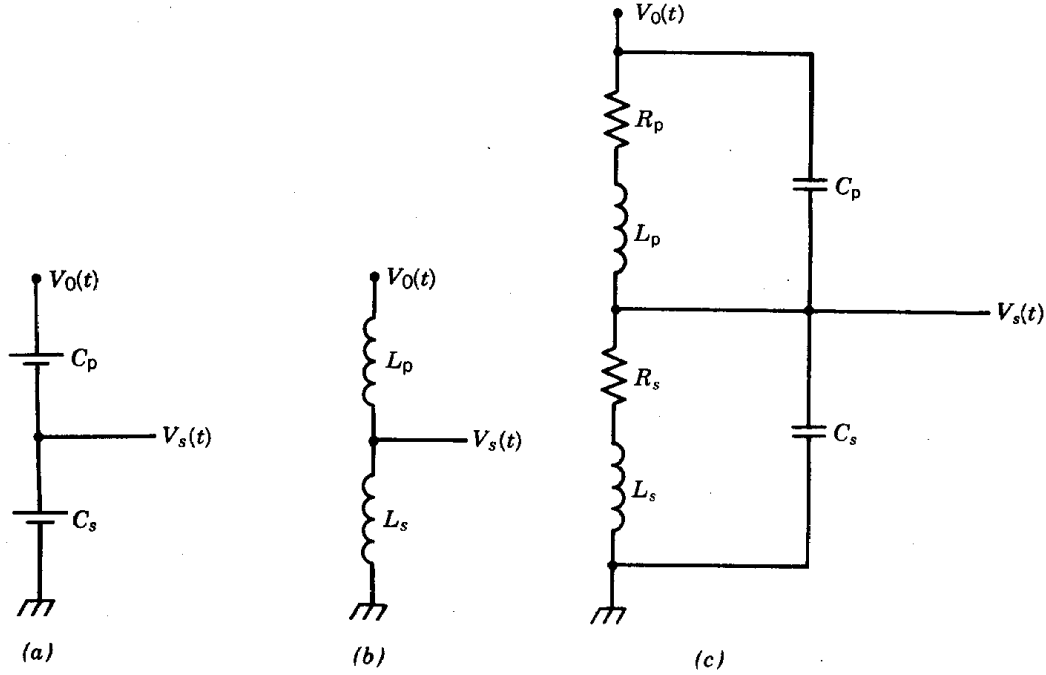 V₀(t)
Cₚ
Vₛ(t)
Cₛ
(a)
V₀(t)
Lₚ
Vₛ(t)
Lₛ
(b)
V₀(t)
Rₚ
Lₚ
Cₚ
Vₛ(t)
Rₛ
Lₛ
Cₛ
(c)